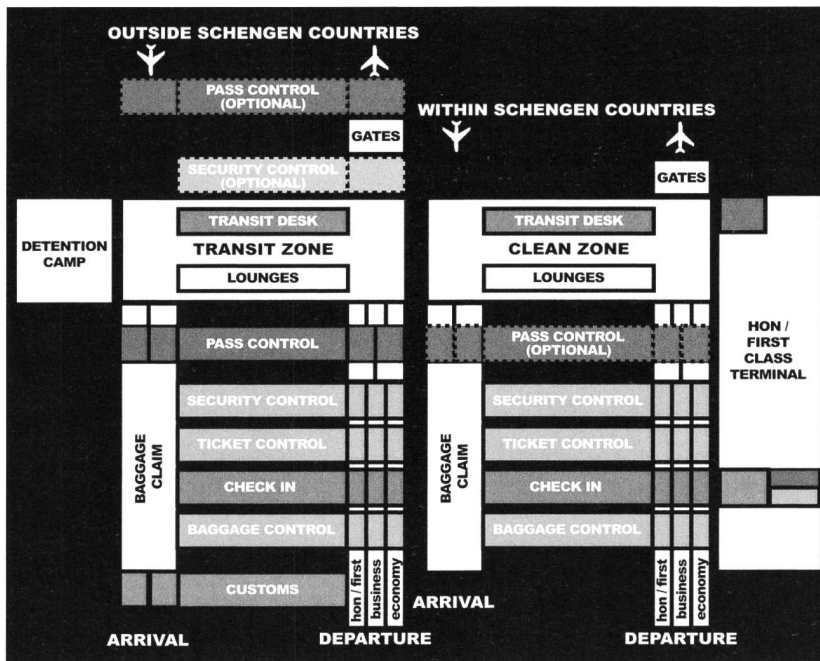 OUTSIDE SCHENGEN COUNTRIES
PASS CONTROL
(OPTIONAL)
GATES
SECURITY CONTROL
(OPTIONAL)
DETENTION
CAMP
TRANSIT DESK
TRANSIT ZONE
LOUNGES
PASS CONTROL
SECURITY CONTROL
TICKET CONTROL
CHECK IN
BAGGAGE CONTROL
CUSTOMS
BAGGAGE
CLAIM
hon / first
business
economy
ARRIVAL
DEPARTURE
WITHIN SCHENGEN COUNTRIES
GATES
TRANSIT DESK
CLEAN ZONE
LOUNGES
PASS CONTROL
(OPTIONAL)
SECURITY CONTROL
TICKET CONTROL
CHECK IN
BAGGAGE CONTROL
BAGGAGE
CLAIM
hon / first
business
economy
ARRIVAL
DEPARTURE
HON /
FIRST
CLASS
TERMINAL